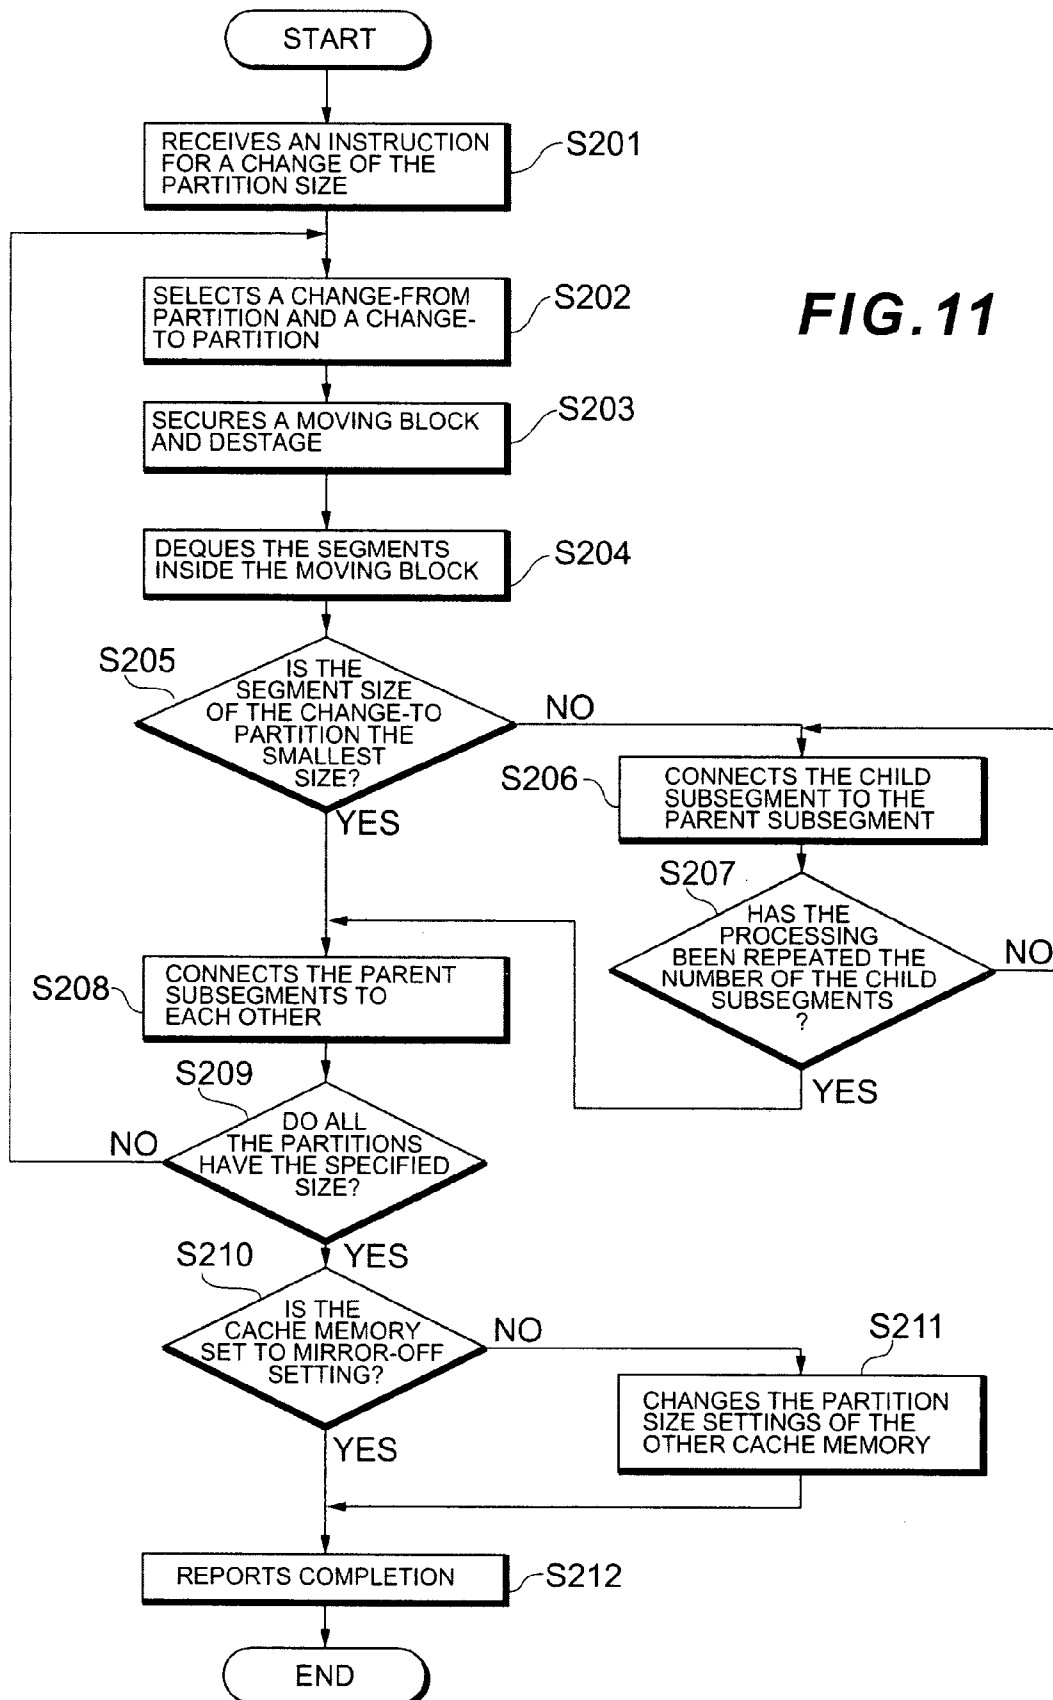 START
RECEIVES AN INSTRUCTION
FOR A CHANGE OF THE
PARTITION SIZE
S201
SELECTS A CHANGE-FROM
PARTITION AND A CHANGE-
TO PARTITION
S202
FIG.11
SECURES A MOVING BLOCK
AND DESTAGE
S203
DEQUES THE SEGMENTS
INSIDE THE MOVING BLOCK
S204
S205
IS THE
SEGMENT SIZE
OF THE CHANGE-TO
PARTITION THE
SMALLEST
SIZE?
NO
YES
S206
CONNECTS THE CHILD
SUBSEGMENT TO THE
PARENT SUBSEGMENT
S207
HAS THE
PROCESSING
BEEN REPEATED THE
NUMBER OF THE CHILD
SUBSEGMENTS
?
NO
YES
S208
CONNECTS THE PARENT
SUBSEGMENTS TO
EACH OTHER
S209
DO ALL
THE PARTITIONS
HAVE THE SPECIFIED
SIZE?
NO
YES
S210
IS THE
CACHE MEMORY
SET TO MIRROR-OFF
SETTING?
NO
YES
S211
CHANGES THE PARTITION
SIZE SETTINGS OF THE
OTHER CACHE MEMORY
REPORTS COMPLETION
S212
END